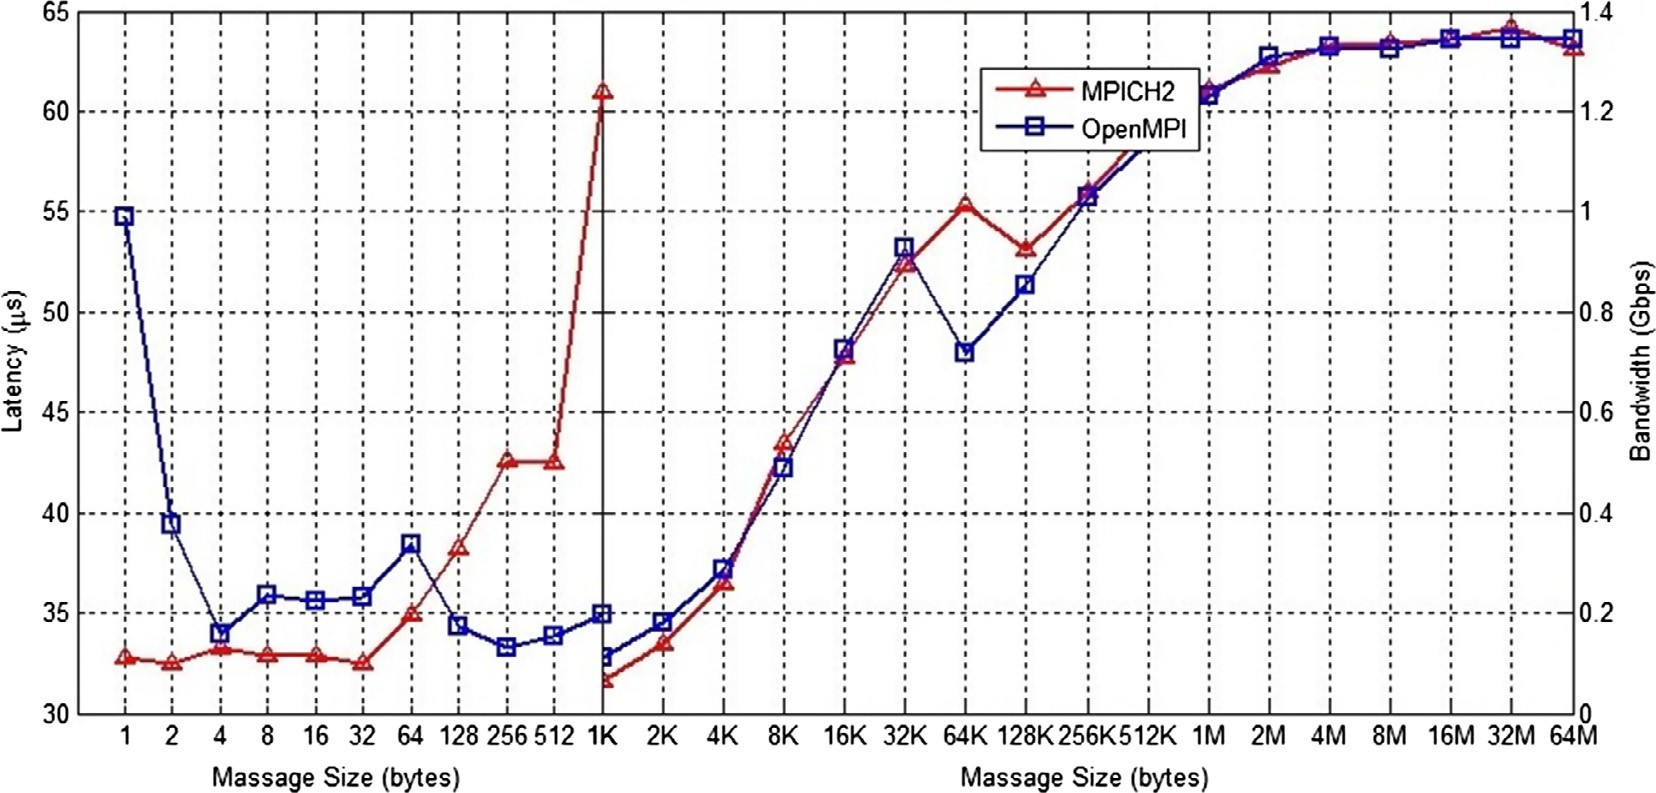 65
60
55
50
45
40
35
30
Latency (μs)
1.4
1.2
1
0.8
0.6
0.4
0.2
0
Bandwidth (Gbps)
MPICH2
OpenMPI
1 2 4 8 16 32 64 128 256 512 1K 2K 4K 8K 16K 32K 64K 128K 256K 512K 1M 2M 4M 8M 16M 32M 64M
Massage Size (bytes)
Massage Size (bytes)